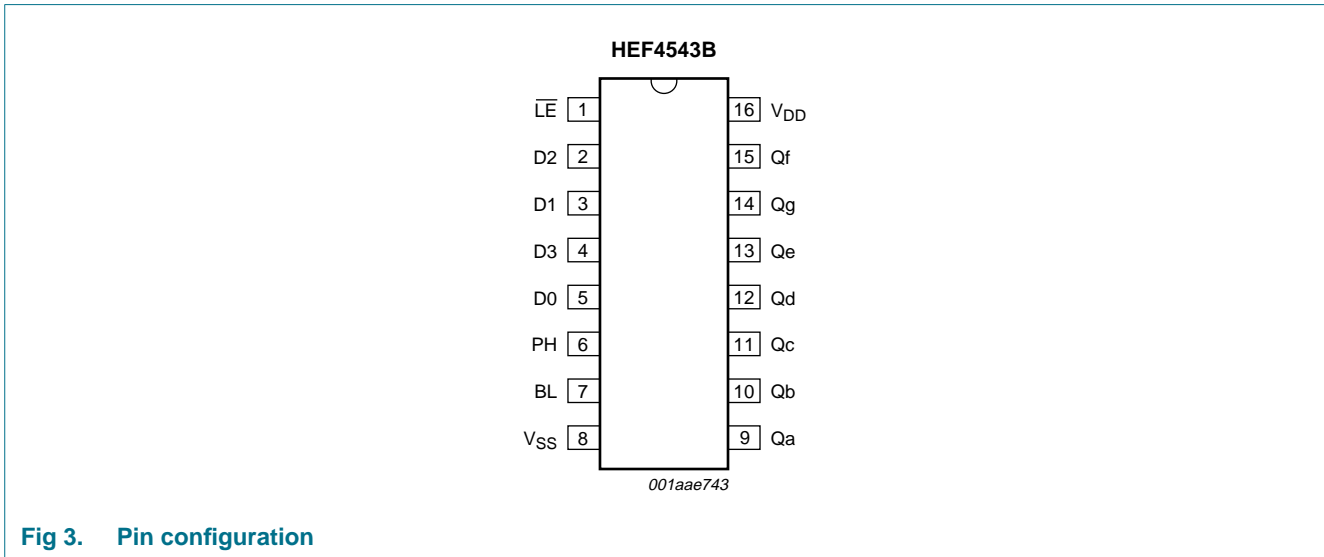 HEF4543B
L̅E̅ 1 16 VDD
D2 2 15 Qf
D1 3 14 Qg
D3 4 13 Qe
D0 5 12 Qd
PH 6 11 Qc
BL 7 10 Qb
VSS 8 9 Qa
001aae743
Fig 3. Pin configuration